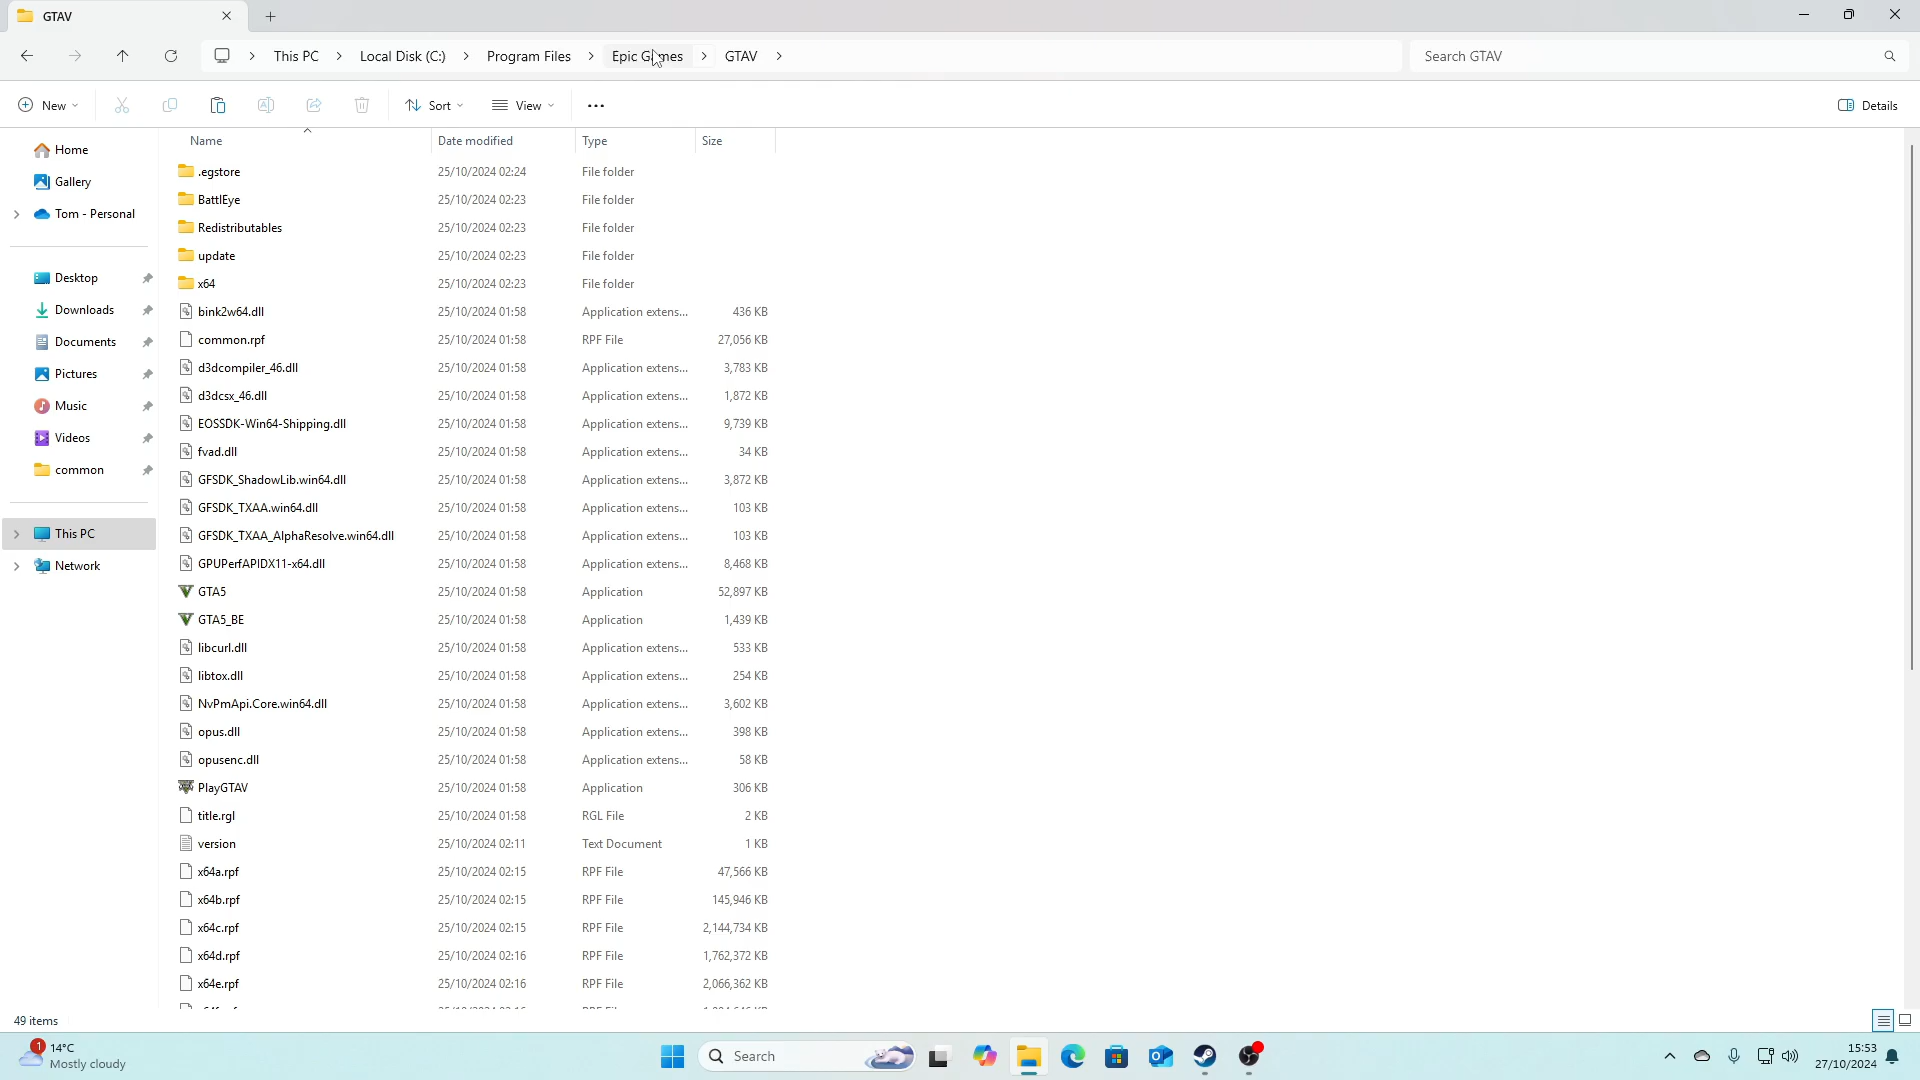 GTAV
This PC > Local Disk (C:) > Program Files > Epic Games > GTAV >
Search GTAV
New
Sort
View
Details
Name Date modified Type Size
Home
Gallery
Tom - Personal
Desktop
Downloads
Documents
Pictures
Music
Videos
common
This PC
Network
.egstore 25/10/2024 02:24 File folder
BattlEye 25/10/2024 02:23 File folder
Redistributables 25/10/2024 02:23 File folder
update 25/10/2024 02:23 File folder
x64 25/10/2024 02:23 File folder
bink2w64.dll 25/10/2024 01:58 Application extens... 436 KB
common.rpf 25/10/2024 01:58 RPF File 27,056 KB
d3dcompiler_46.dll 25/10/2024 01:58 Application extens... 3,783 KB
d3dcsx_46.dll 25/10/2024 01:58 Application extens... 1,872 KB
EOSSDK-Win64-Shipping.dll 25/10/2024 01:58 Application extens... 9,739 KB
fvad.dll 25/10/2024 01:58 Application extens... 34 KB
GFSDK_ShadowLib.win64.dll 25/10/2024 01:58 Application extens... 3,872 KB
GFSDK_TXAA.win64.dll 25/10/2024 01:58 Application extens... 103 KB
GFSDK_TXAA_AlphaResolve.win64.dll 25/10/2024 01:58 Application extens... 103 KB
GPUPerfAPIDX11-x64.dll 25/10/2024 01:58 Application extens... 8,468 KB
GTA5 25/10/2024 01:58 Application 52,897 KB
GTA5_BE 25/10/2024 01:58 Application 1,439 KB
libcurl.dll 25/10/2024 01:58 Application extens... 533 KB
libtox.dll 25/10/2024 01:58 Application extens... 254 KB
NvPmApi.Core.win64.dll 25/10/2024 01:58 Application extens... 3,602 KB
opus.dll 25/10/2024 01:58 Application extens... 398 KB
opusenc.dll 25/10/2024 01:58 Application extens... 58 KB
PlayGTAV 25/10/2024 01:58 Application 306 KB
title.rgl 25/10/2024 01:58 RGL File 2 KB
version 25/10/2024 02:11 Text Document 1 KB
x64a.rpf 25/10/2024 02:15 RPF File 47,566 KB
x64b.rpf 25/10/2024 02:15 RPF File 145,946 KB
x64c.rpf 25/10/2024 02:15 RPF File 2,144,734 KB
x64d.rpf 25/10/2024 02:16 RPF File 1,762,372 KB
x64e.rpf 25/10/2024 02:16 RPF File 2,066,362 KB
49 items
1
14°C
Mostly cloudy
Search
15:53
27/10/2024